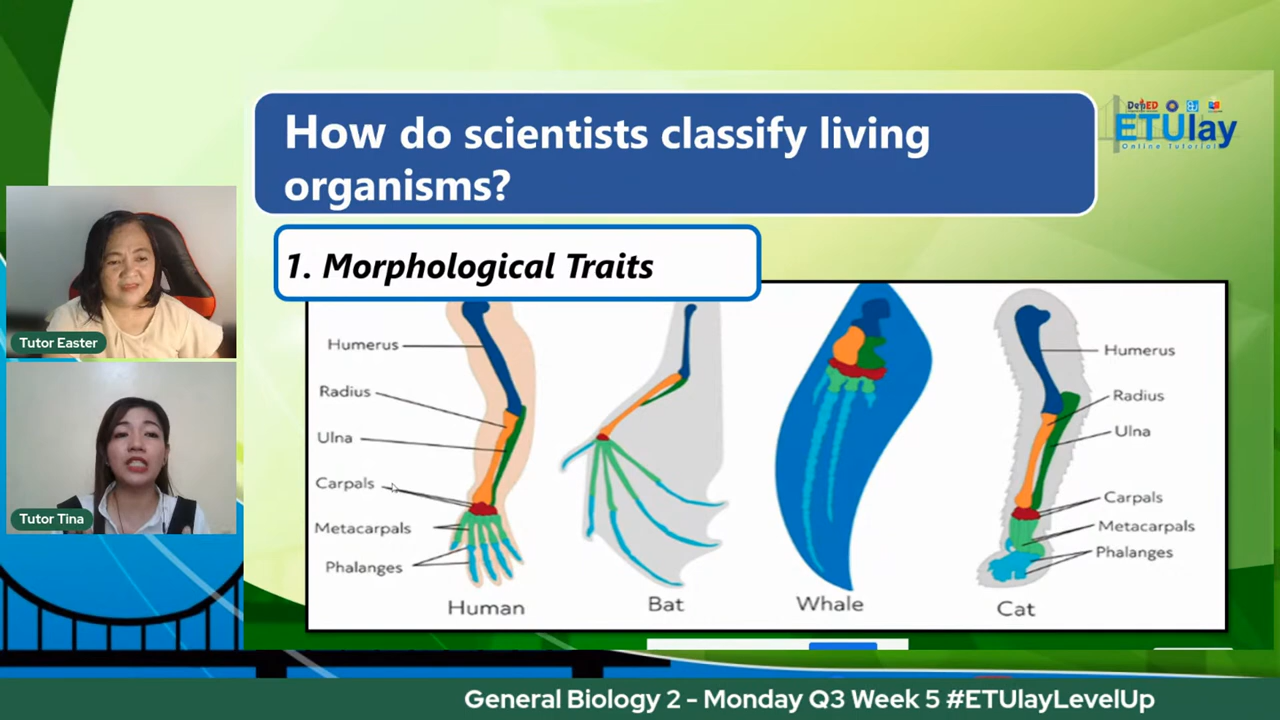 How do scientists classify living
organisms?
DepED
ETUlay
Online Tutorial
1. Morphological Traits
Humerus
Radius
Ulna
Carpals
Metacarpals
Phalanges
Human
Bat
Whale
Humerus
Radius
Ulna
Carpals
Metacarpals
Phalanges
Cat
Tutor Easter
Tutor Tina
General Biology 2 - Monday Q3 Week 5 #ETUlayLevelUp